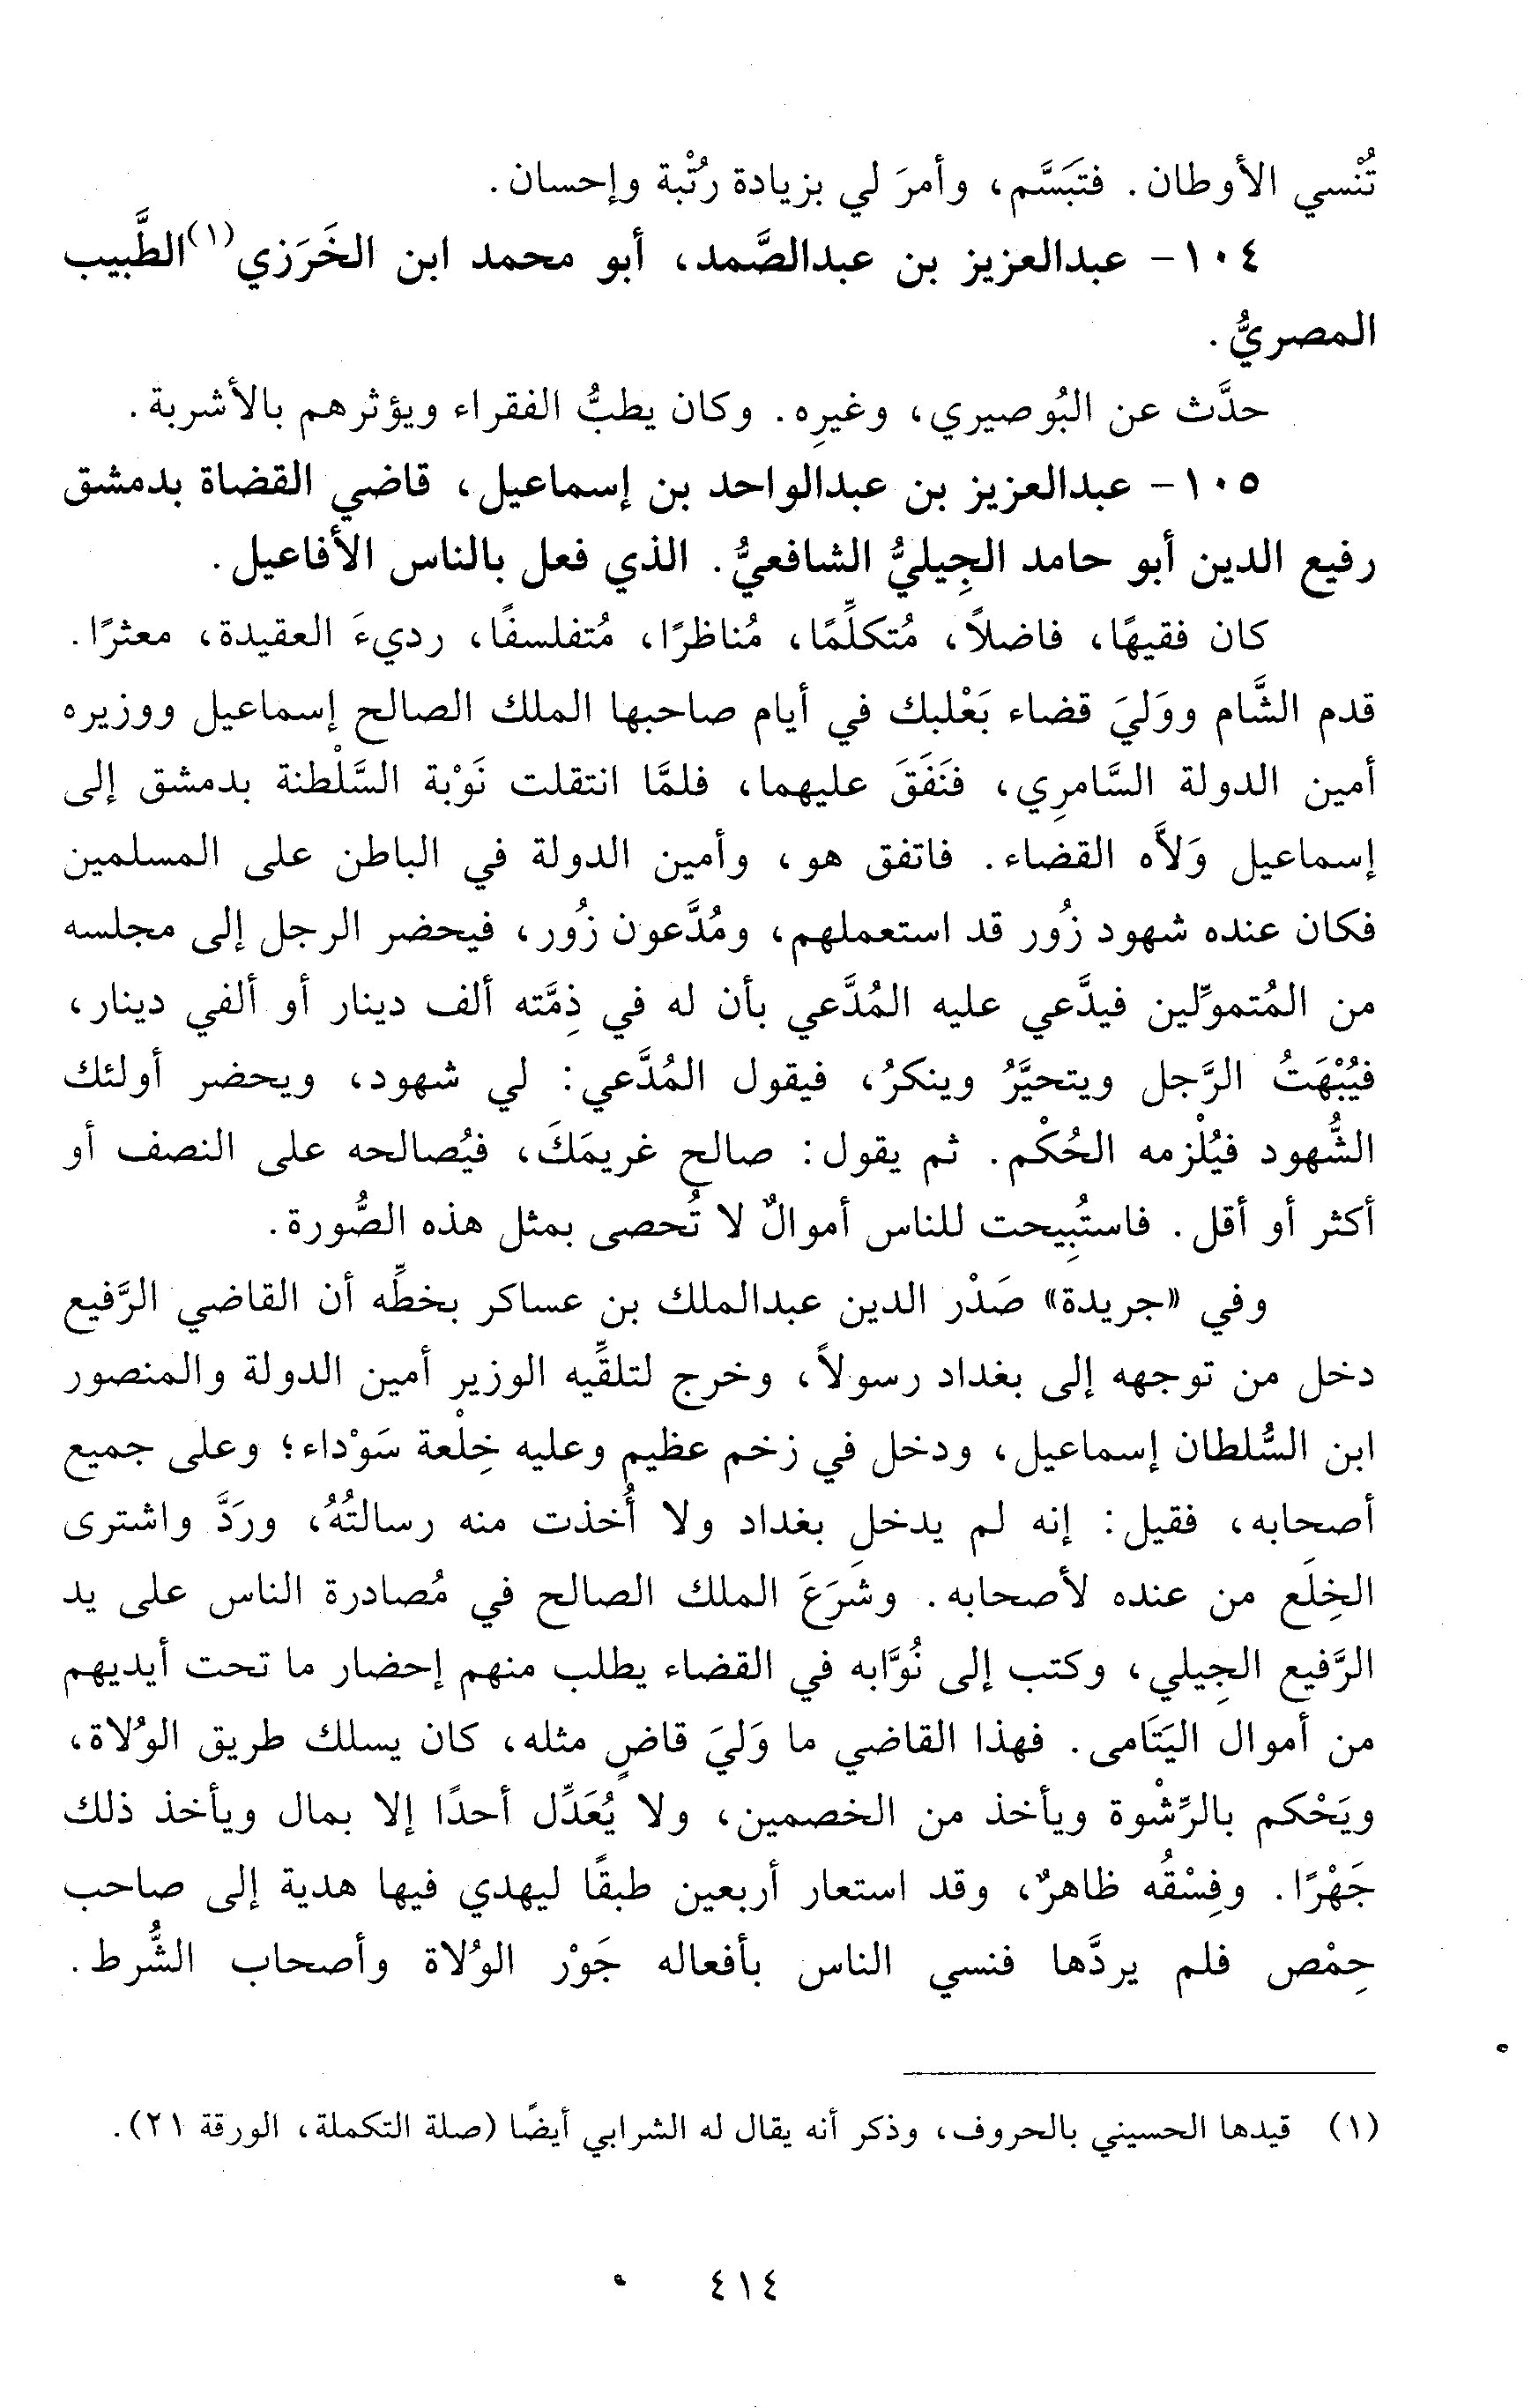 تُنْسي الأوطان. فتَبَسَّم، وأمرَ لي بزيادة رُتْبة وإحسان.
١٠٤- عبدالعزيز بن عبدالصَّمد، أبو محمد ابن الخَرَزي(١) الطَّبيب
المصريُّ.
حدَّث عن البُوصيري، وغيرِه. وكان يطبُّ الفقراء ويؤثرهم بالأشربة.
١٠٥- عبدالعزيز بن عبدالواحد بن إسماعيل، قاضي القضاة بدمشق
رفيع الدين أبو حامد الجِيليُّ الشافعيُّ. الذي فعل بالناس الأفاعيل.
كان فقيهًا، فاضلاً، مُتكلِّمًا، مُناظرًا، مُتفلسفًا، رديءَ العقيدة، معثرًا.
قدم الشَّام ووَليَ قضاء بَعْلبك في أيام صاحبها الملك الصالح إسماعيل ووزيره
أمين الدولة السَّامرِي، فنَفَقَ عليهما، فلمَّا انتقلت نَوْبة السَّلْطنة بدمشق إلى
إسماعيل وَلاَّه القضاء. فاتفق هو، وأمين الدولة في الباطن على المسلمين
فكان عنده شهود زُور قد استعملهم، ومُدَّعون زُور، فيحضر الرجل إلى مجلسه
من المُتموِّلين فيدَّعي عليه المُدَّعي بأن له في ذِمَّته ألف دينار أو ألفي دينار،
فيُبْهَتُ الرَّجل ويتحيَّرُ وينكرُ، فيقول المُدَّعي: لي شهود، ويحضر أولئك
الشُّهود فيُلْزمه الحُكْم. ثم يقول: صالح غريمَكَ، فيُصالحه على النصف أو
أكثر أو أقل. فاستُبِيحت للناس أموالٌ لا تُحصى بمثل هذه الصُّورة.
وفي «جريدة» صَدْر الدين عبدالملك بن عساكر بخطِّه أن القاضي الرَّفيع
دخل من توجهه إلى بغداد رسولاً، وخرج لتلقِّيه الوزير أمين الدولة والمنصور
ابن السُّلطان إسماعيل، ودخل في زخم عظيم وعليه خِلْعة سَوْداء؛ وعلى جميع
أصحابه، فقيل: إنه لم يدخل بغداد ولا أُخذت منه رسالتُهُ، ورَدَّ واشترى
الخِلَع من عنده لأصحابه. وشَرَعَ الملك الصالح في مُصادرة الناس على يد
الرَّفيع الجِيلي، وكتب إلى نُوَّابه في القضاء يطلب منهم إحضار ما تحت أيديهم
من أموال اليَتَامى. فهذا القاضي ما وَليَ قاضٍ مثله، كان يسلك طريق الوُلاة،
ويَحْكم بالرِّشْوة ويأخذ من الخصمين، ولا يُعَدِّل أحدًا إلا بمال ويأخذ ذلك
جَهْرًا. وفِسْقُه ظاهرٌ، وقد استعار أربعين طبقًا ليهدي فيها هدية إلى صاحب
حِمْص فلم يردَّها فنسي الناس بأفعاله جَوْر الوُلاة وأصحاب الشُّرط.
(١) قيدها الحسيني بالحروف، وذكر أنه يقال له الشرابي أيضًا (صلة التكملة، الورقة ٢١).
٤١٤